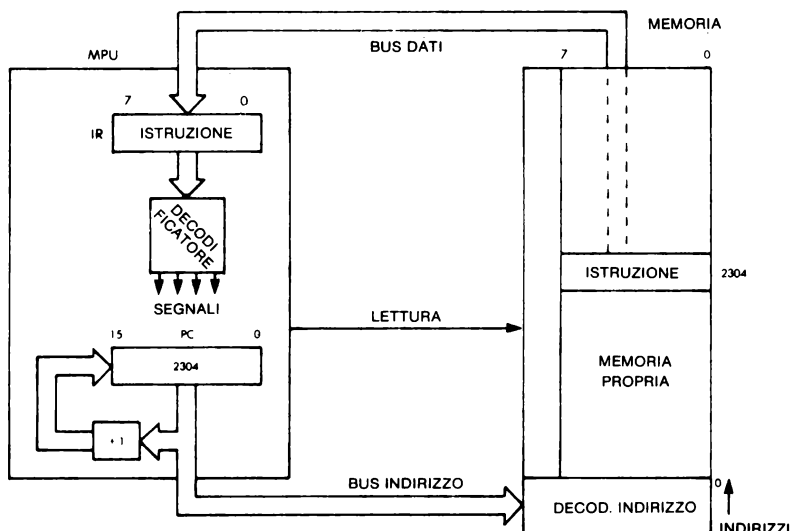 MEMORIA
BUS DATI
MPU
7 0
7 0
IR ISTRUZIONE
DECODI
FICATORE
ISTRUZIONE 2304
SEGNALI
LETTURA
15 PC 0
2304
MEMORIA
PROPRIA
+ 1
BUS INDIRIZZO
0
DECOD. INDIRIZZO
INDIRIZZI